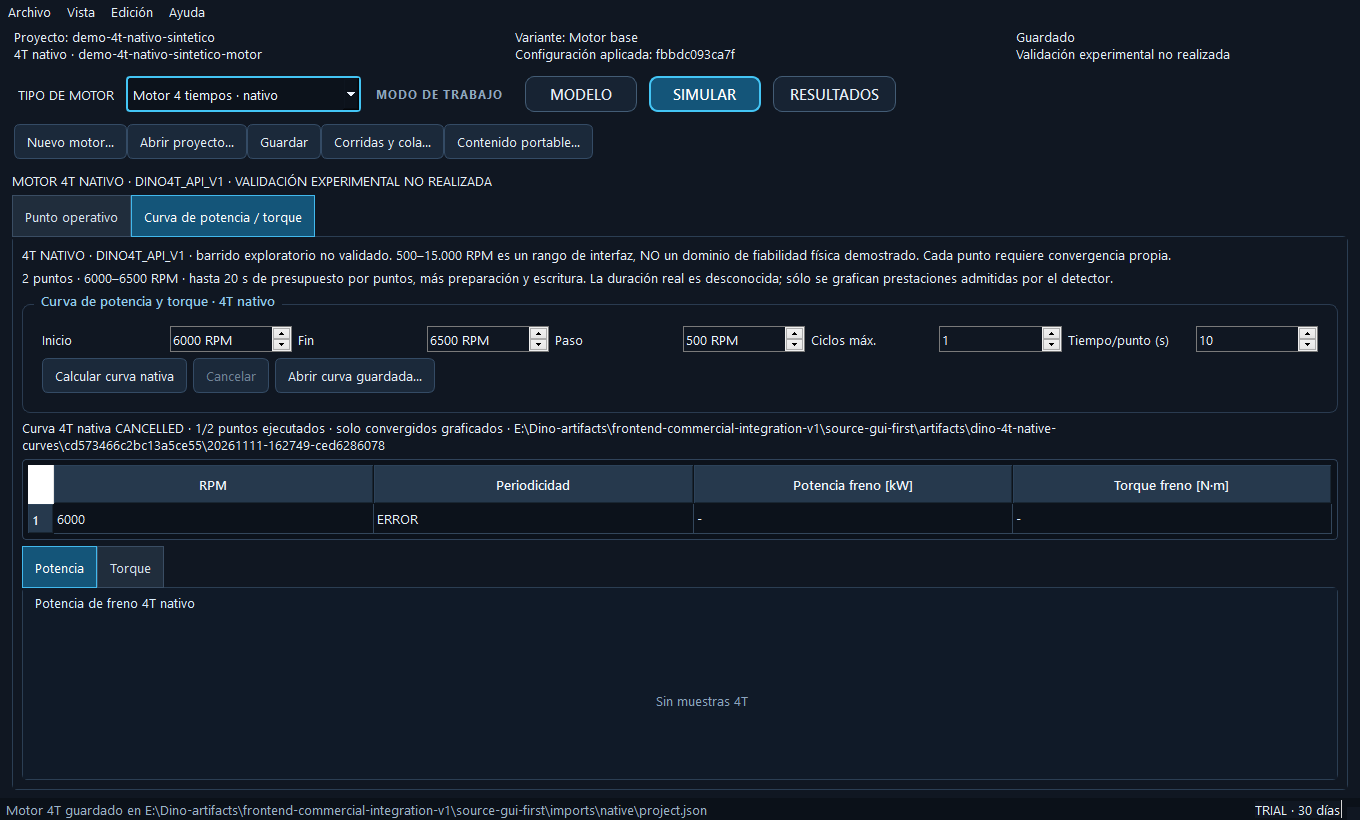 Archivo Vista Edición Ayuda
Proyecto: demo-4t-nativo-sintetico Variante: Motor base Guardado
4T nativo · demo-4t-nativo-sintetico-motor Configuración aplicada: fbbdc093ca7f Validación experimental no realizada
TIPO DE MOTOR Motor 4 tiempos · nativo MODO DE TRABAJO MODELO SIMULAR RESULTADOS
Nuevo motor... Abrir proyecto... Guardar Corridas y cola... Contenido portable...
MOTOR 4T NATIVO · DINO4T_API_V1 · VALIDACIÓN EXPERIMENTAL NO REALIZADA
Punto operativo Curva de potencia / torque
4T NATIVO · DINO4T_API_V1 · barrido exploratorio no validado. 500–15.000 RPM es un rango de interfaz, NO un dominio de fiabilidad física demostrado. Cada punto requiere convergencia propia.
2 puntos · 6000–6500 RPM · hasta 20 s de presupuesto por puntos, más preparación y escritura. La duración real es desconocida; sólo se grafican prestaciones admitidas por el detector.
Curva de potencia y torque · 4T nativo
Inicio 6000 RPM Fin 6500 RPM Paso 500 RPM Ciclos máx. 1 Tiempo/punto (s) 10
Calcular curva nativa Cancelar Abrir curva guardada...
Curva 4T nativa CANCELLED · 1/2 puntos ejecutados · solo convergidos graficados · E:\Dino-artifacts\frontend-commercial-integration-v1\source-gui-first\artifacts\dino-4t-native-
curves\cd573466c2bc13a5ce55\20261111-162749-ced6286078
RPM Periodicidad Potencia freno [kW] Torque freno [N·m]
1 6000 ERROR - -
Potencia Torque
Potencia de freno 4T nativo
Sin muestras 4T
Motor 4T guardado en E:\Dino-artifacts\frontend-commercial-integration-v1\source-gui-first\imports\native\project.json TRIAL · 30 días